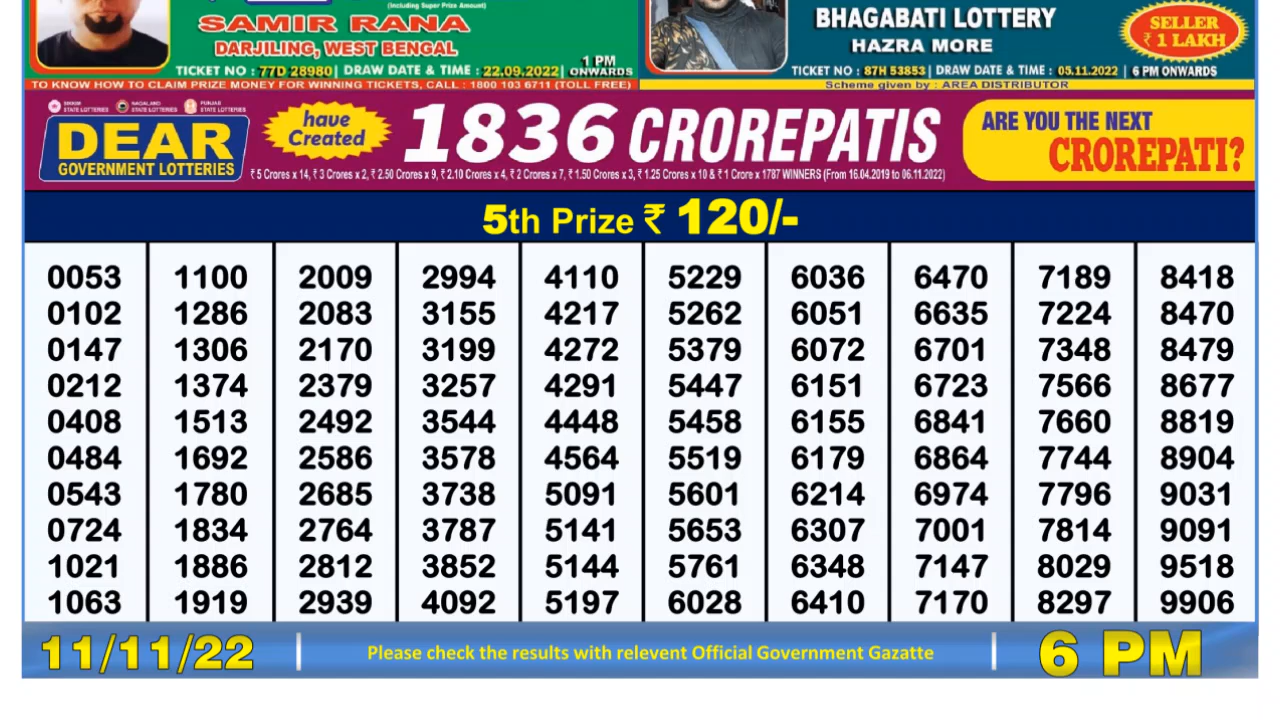 (Including Super Prize Amount)
SAMIR RANA
DARJILING, WEST BENGAL
TICKET NO : 77D 28980 | DRAW DATE & TIME : 22.09.2022 | 1 PM ONWARDS
BHAGABATI LOTTERY
HAZRA MORE
SELLER
₹ 1 LAKH
TICKET NO : 87H 53853 | DRAW DATE & TIME : 05.11.2022 | 6 PM ONWARDS
TO KNOW HOW TO CLAIM PRIZE MONEY FOR WINNING TICKETS, CALL : 1800 103 6711 (TOLL FREE)
Scheme given by : AREA DISTRIBUTOR
SIKKIM STATE LOTTERIES NAGALAND STATE LOTTERIES PUNJAB STATE LOTTERIES
DEAR
GOVERNMENT LOTTERIES
have
Created
1836 CROREPATIS
₹ 5 Crores x 14, ₹ 3 Crores x 2, ₹ 2.50 Crores x 9, ₹ 2.10 Crores x 4, ₹ 2 Crores x 7, ₹ 1.50 Crores x 3, ₹ 1.25 Crores x 10 & ₹ 1 Crore x 1787 WINNERS (From 16.04.2019 to 06.11.2022)
ARE YOU THE NEXT
CROREPATI?
5th Prize ₹ 120/-
0053 1100 2009 2994 4110 5229 6036 6470 7189 8418
0102 1286 2083 3155 4217 5262 6051 6635 7224 8470
0147 1306 2170 3199 4272 5379 6072 6701 7348 8479
0212 1374 2379 3257 4291 5447 6151 6723 7566 8677
0408 1513 2492 3544 4448 5458 6155 6841 7660 8819
0484 1692 2586 3578 4564 5519 6179 6864 7744 8904
0543 1780 2685 3738 5091 5601 6214 6974 7796 9031
0724 1834 2764 3787 5141 5653 6307 7001 7814 9091
1021 1886 2812 3852 5144 5761 6348 7147 8029 9518
1063 1919 2939 4092 5197 6028 6410 7170 8297 9906
11/11/22 | Please check the results with relevent Official Government Gazatte | 6 PM